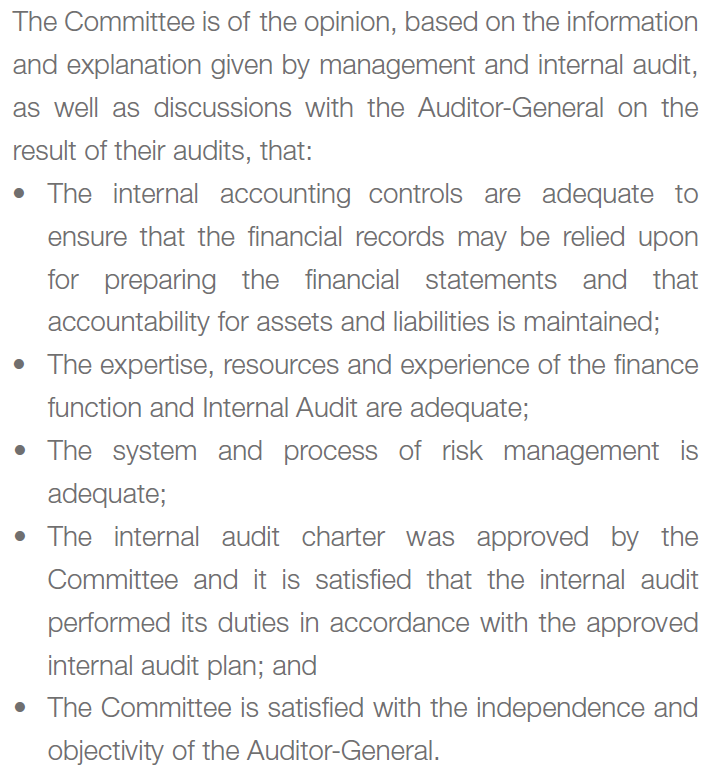 The Committee is of the opinion, based on the information
and explanation given by management and internal audit,
as well as discussions with the Auditor-General on the
result of their audits, that:
• The internal accounting controls are adequate to
ensure that the financial records may be relied upon
for preparing the financial statements and that
accountability for assets and liabilities is maintained;
• The expertise, resources and experience of the finance
function and Internal Audit are adequate;
• The system and process of risk management is
adequate;
• The internal audit charter was approved by the
Committee and it is satisfied that the internal audit
performed its duties in accordance with the approved
internal audit plan; and
• The Committee is satisfied with the independence and
objectivity of the Auditor-General.